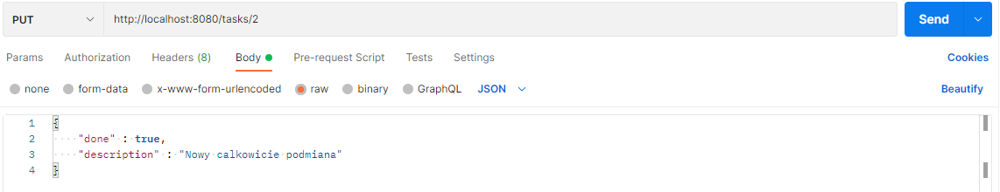 PUT http://localhost:8080/tasks/2 Send
Params Authorization Headers (8) Body Pre-request Script Tests Settings Cookies
none form-data x-www-form-urlencoded raw binary GraphQL JSON Beautify
1 {
2 "done" : true,
3 "description" : "Nowy calkowicie podmiana"
4 }